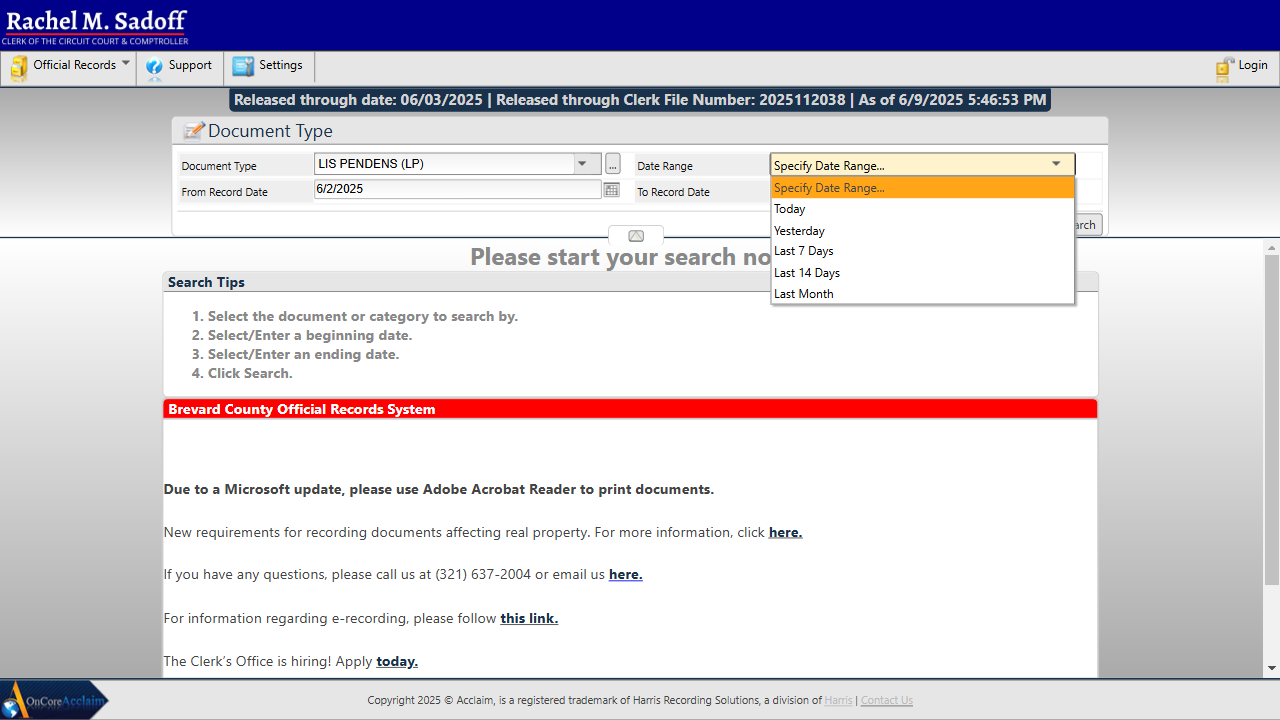 Rachel M. Sadoff
CLERK OF THE CIRCUIT COURT & COMPTROLLER
Official Records
Support
Settings
Login
Released through date: 06/03/2025 | Released through Clerk File Number: 2025112038 | As of 6/9/2025 5:46:53 PM
Document Type
Document Type
LIS PENDENS (LP)
...
Date Range
Specify Date Range...
From Record Date
6/2/2025
To Record Date
Specify Date Range...
Today
Yesterday
Last 7 Days
Last 14 Days
Last Month
arch
Please start your search no
Search Tips
1. Select the document or category to search by.
2. Select/Enter a beginning date.
3. Select/Enter an ending date.
4. Click Search.
Brevard County Official Records System
Due to a Microsoft update, please use Adobe Acrobat Reader to print documents.
New requirements for recording documents affecting real property. For more information, click here.
If you have any questions, please call us at (321) 637-2004 or email us here.
For information regarding e-recording, please follow this link.
The Clerk's Office is hiring! Apply today.
OnCoreAcclaim
Copyright 2025 © Acclaim, is a registered trademark of Harris Recording Solutions, a division of Harris | Contact Us